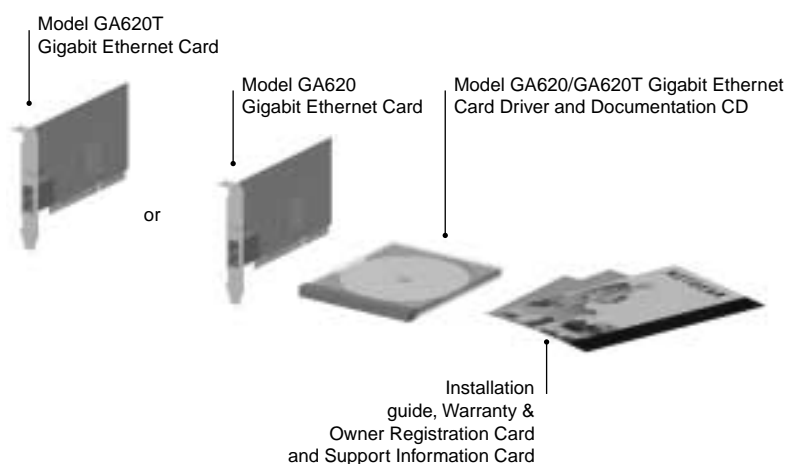 Model GA620T
Gigabit Ethernet Card
Model GA620
Gigabit Ethernet Card
Model GA620/GA620T Gigabit Ethernet
Card Driver and Documentation CD
or
NETGEAR
Installation
guide, Warranty &
Owner Registration Card
and Support Information Card